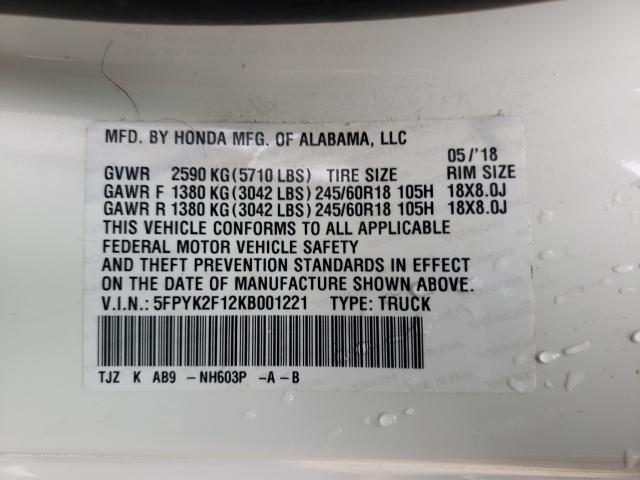 MFD. BY HONDA MFG. OF ALABAMA, LLC
05/'18
GVWR 2590 KG (5710 LBS) TIRE SIZE RIM SIZE
GAWR F 1380 KG (3042 LBS) 245/60R18 105H 18X8.0J
GAWR R 1380 KG (3042 LBS) 245/60R18 105H 18X8.0J
THIS VEHICLE CONFORMS TO ALL APPLICABLE
FEDERAL MOTOR VEHICLE SAFETY
AND THEFT PREVENTION STANDARDS IN EFFECT
ON THE DATE OF MANUFACTURE SHOWN ABOVE.
V.I.N.: 5FPYK2F12KB001221 TYPE: TRUCK
TJZ K AB9 -NH603P -A-B